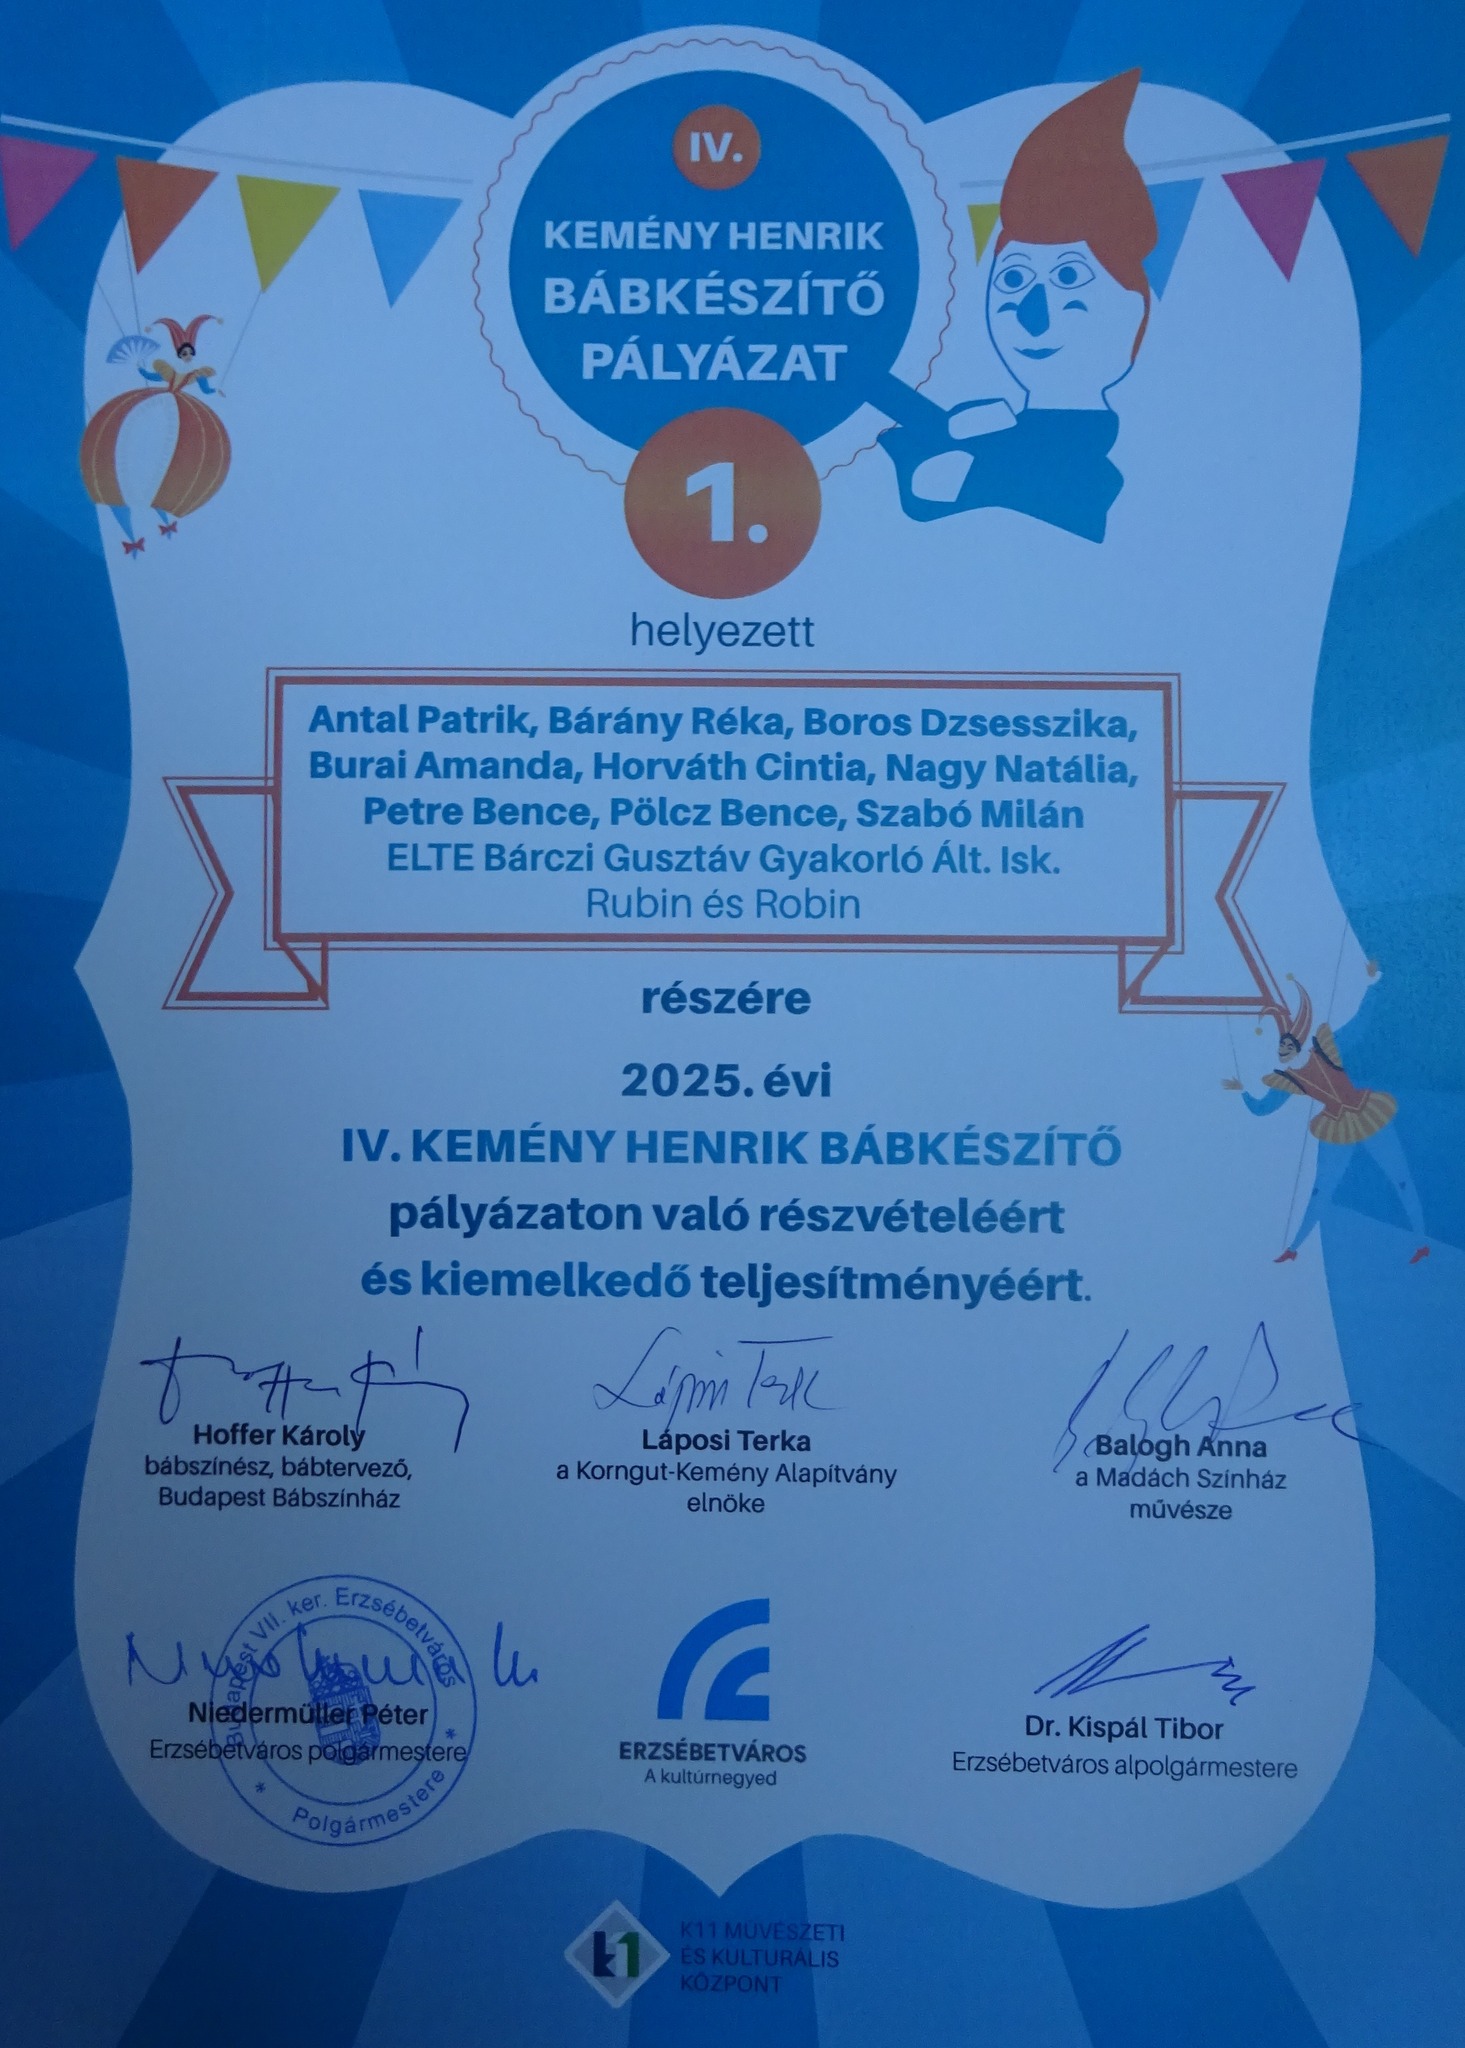 IV.
KEMÉNY HENRIK
BÁBKÉSZÍTŐ
PÁLYÁZAT
1.
helyezett
Antal Patrik, Bárány Réka, Boros Dzsesszika,
Burai Amanda, Horváth Cintia, Nagy Natália,
Petre Bence, Pölcz Bence, Szabó Milán
ELTE Bárczi Gusztáv Gyakorló Ált. Isk.
Rubin és Robin
részére
2025. évi
IV. KEMÉNY HENRIK BÁBKÉSZÍTŐ
pályázaton való részvételéért
és kiemelkedő teljesítményéért.
Láposi Terka
Hoffer Károly
bábszínész, bábtervező,
Budapest Bábszínház
Láposi Terka
a Korngut-Kemény Alapítvány
elnöke
Balogh Anna
a Madách Színház
művésze
Budapest VII. ker. Erzsébetváros
* Polgármestere *
Niedermüller Péter
Erzsébetváros polgármestere
ERZSÉBETVÁROS
A kultúrnegyed
Dr. Kispál Tibor
Erzsébetváros alpolgármestere
k11
K11 MŰVÉSZETI
ÉS KULTURÁLIS
KÖZPONT